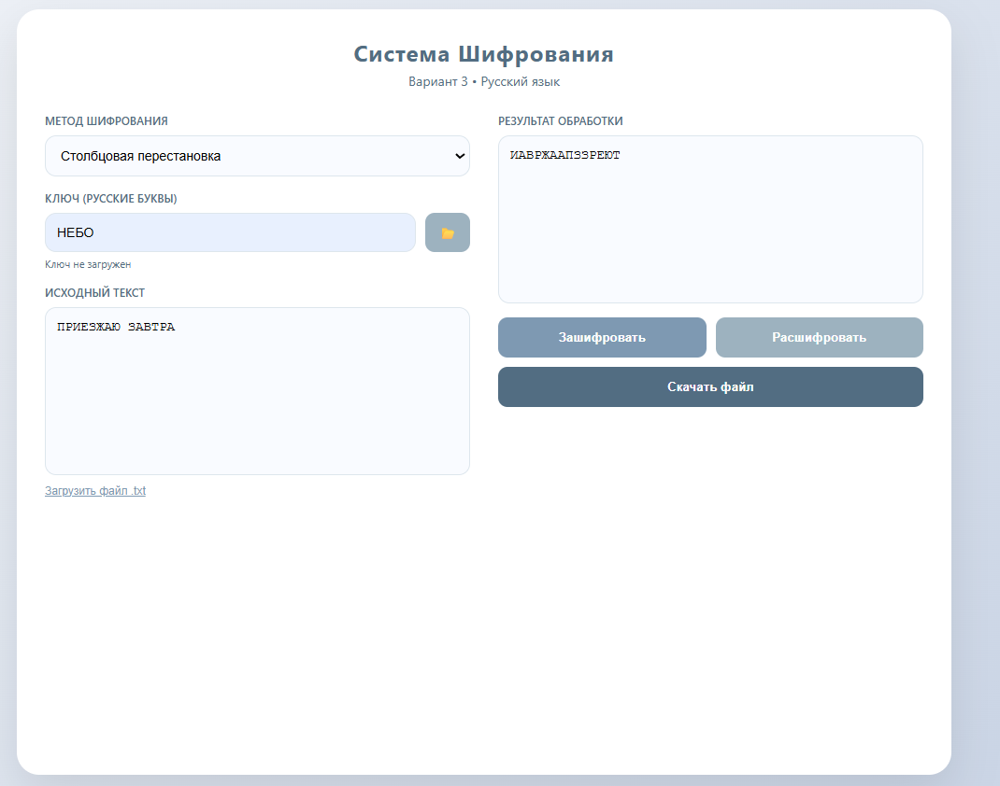 Система Шифрования
Вариант 3 • Русский язык
МЕТОД ШИФРОВАНИЯ
Столбцовая перестановка
КЛЮЧ (РУССКИЕ БУКВЫ)
НЕБО
Ключ не загружен
ИСХОДНЫЙ ТЕКСТ
ПРИЕЗЖАЮ ЗАВТРА
Загрузить файл .txt
РЕЗУЛЬТАТ ОБРАБОТКИ
ИАВРЖААПЗЗРЕЮТ
Зашифровать
Расшифровать
Скачать файл